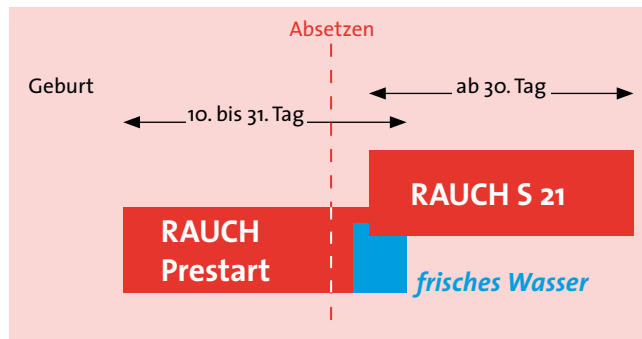 Absetzen
Geburt
ab 30. Tag
10. bis 31. Tag
RAUCH S 21
RAUCH
Prestart
frisches Wasser